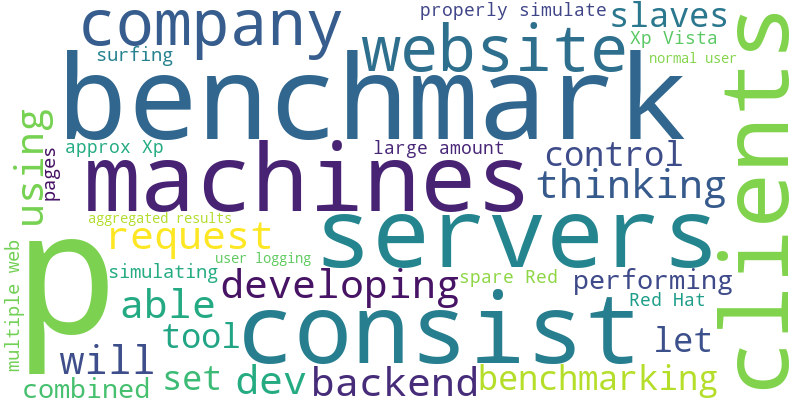 properly simulate
slaves
company
website
Xp Vista
surfing
normal user
benchmark
clients
using
pages
approx Xp
large amount
control
machines
thinking
aggregated results
request
servers
p
multiple web
user logging
simulating
developing
spare Red
performing
able
consist
Red Hat
tool
let
will
combined
set
dev
backend
benchmarking